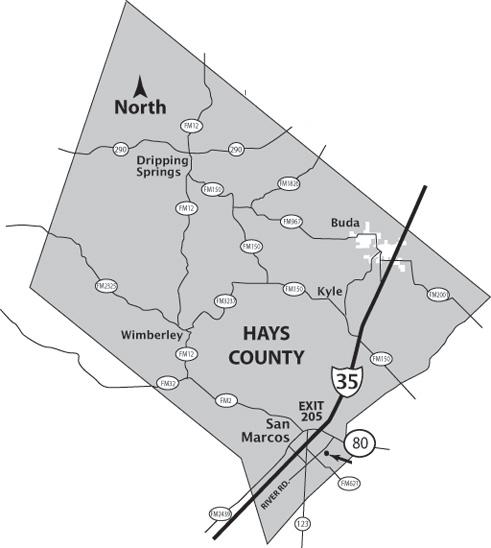 North
FM12
290
290
Dripping
Springs
FM150
FM1826
FM12
FM967
Buda
FM150
FM2325
FM3237
FM150
Kyle
FM200
Wimberley
HAYS
COUNTY
FM12
FM150
35
FM32
FM2
EXIT
205
San
Marcos
80
RIVER RD.
FM621
FM2439
123